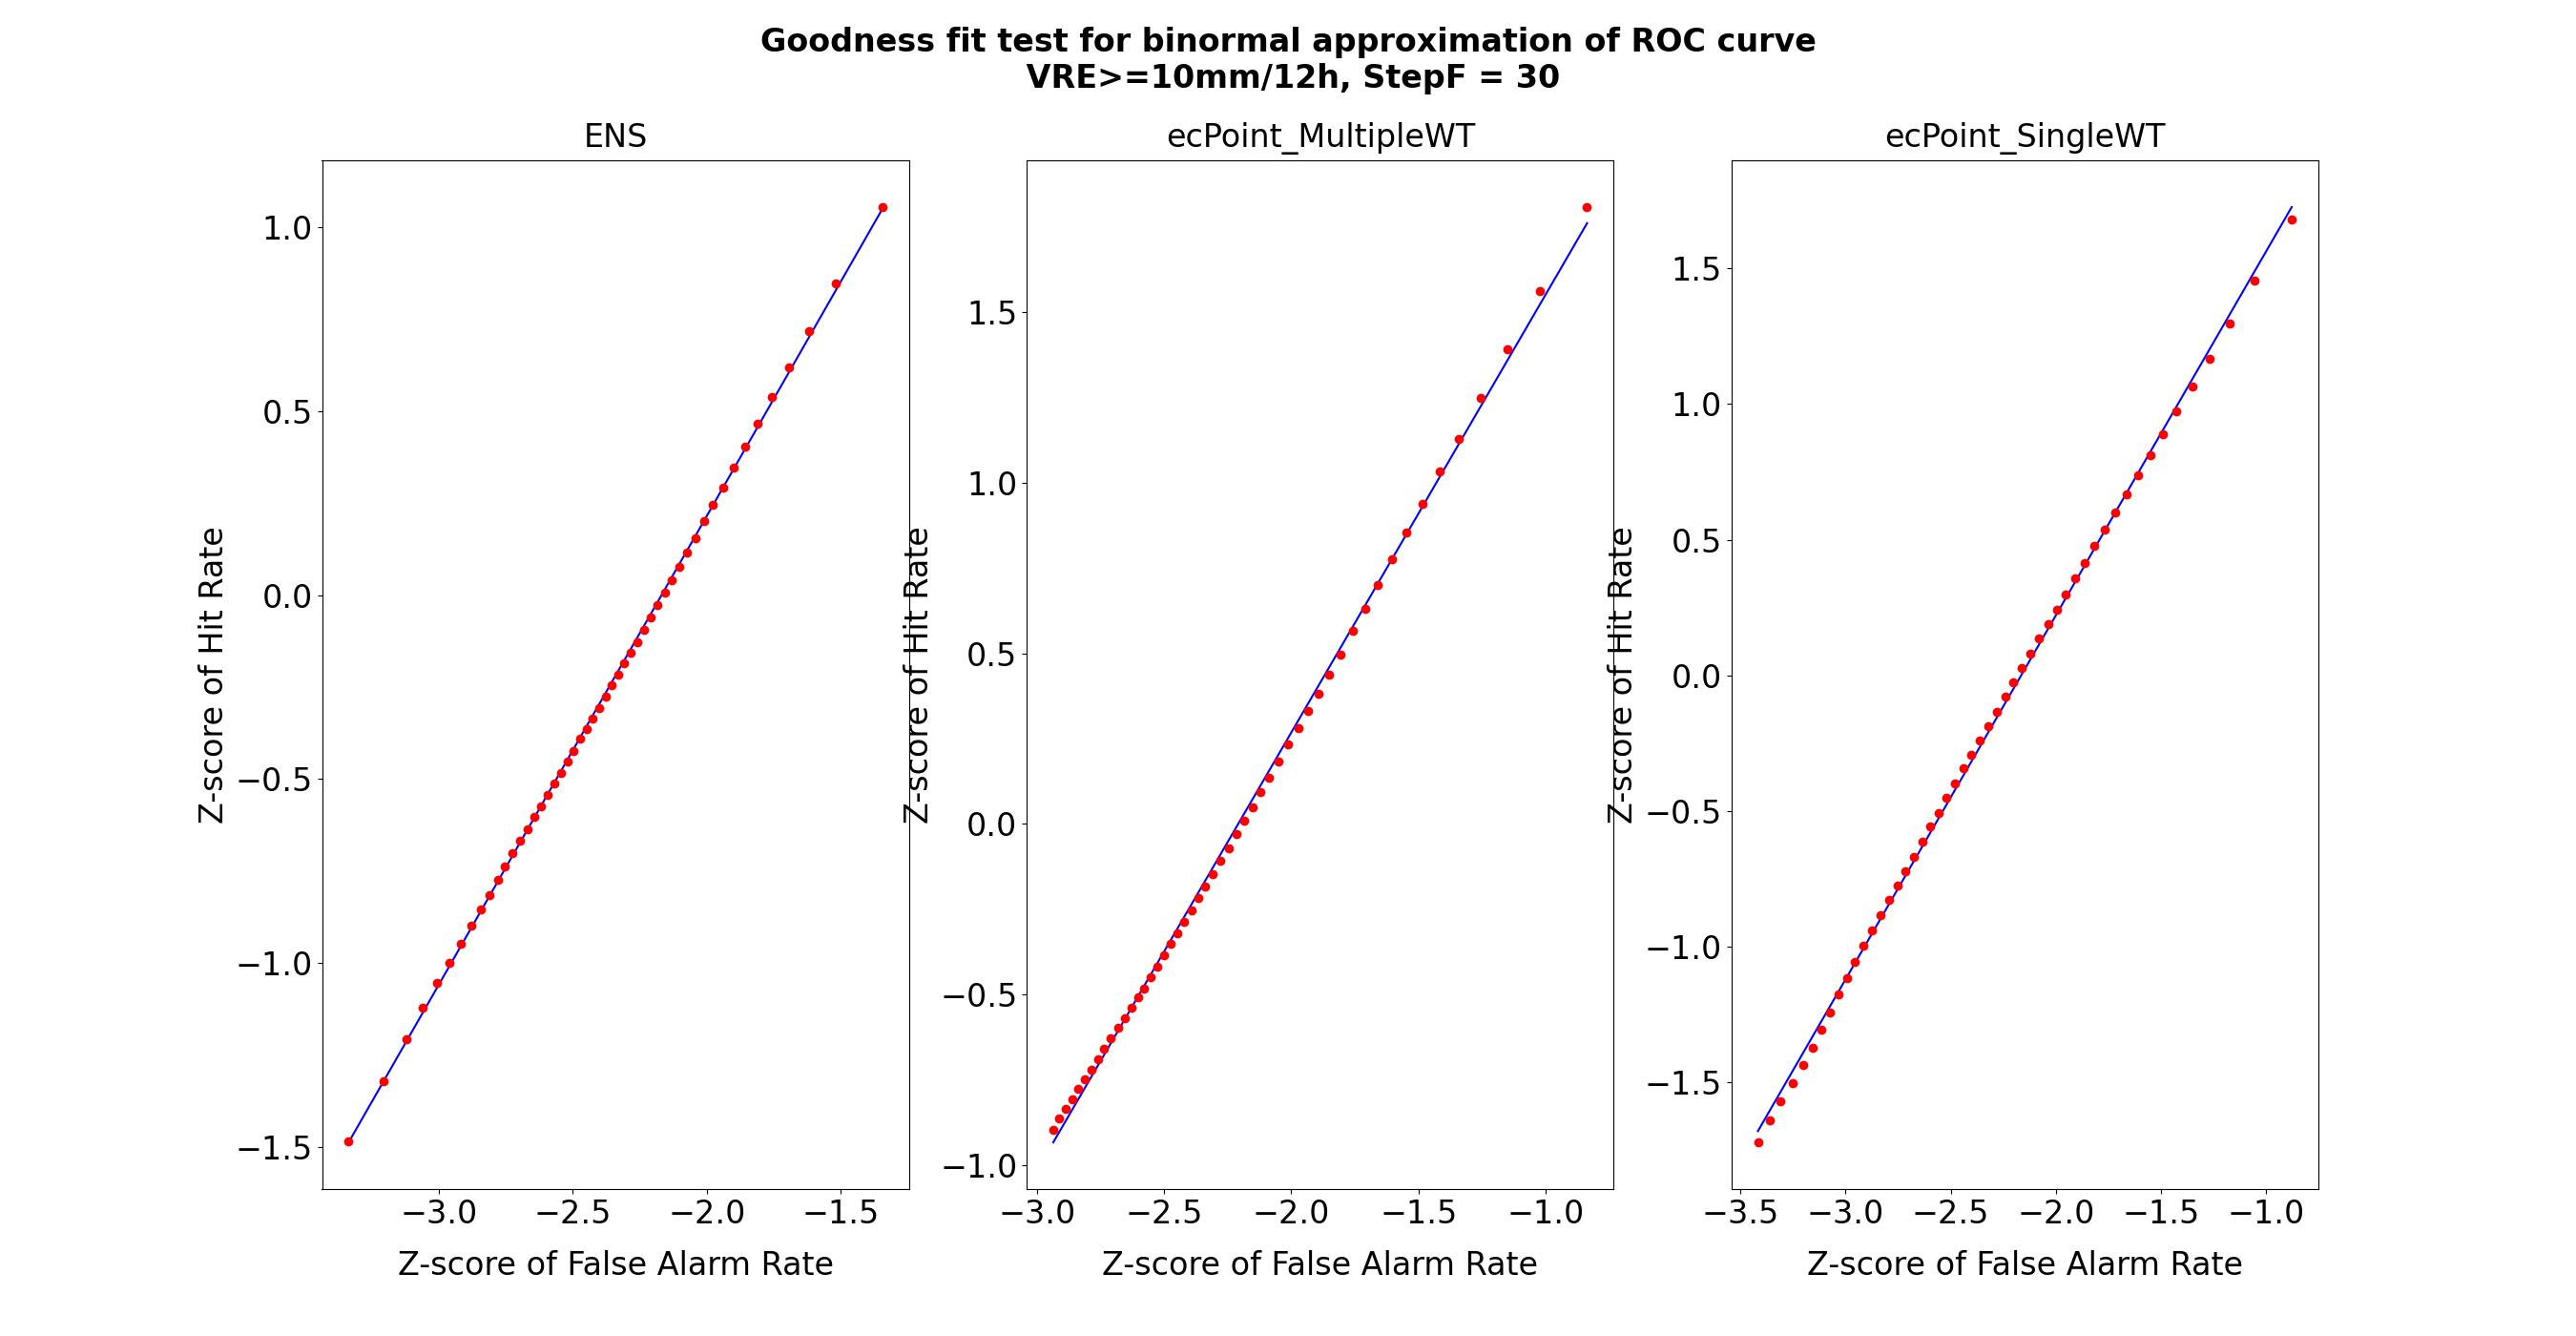 Goodness fit test for binormal approximation of ROC curve
VRE>=10mm/12h, StepF = 30
ENS
1.0
0.5
0.0
−0.5
−1.0
−1.5
−3.0 −2.5 −2.0 −1.5
Z-score of Hit Rate
Z-score of False Alarm Rate
ecPoint_MultipleWT
1.5
1.0
0.5
0.0
−0.5
−1.0
−3.0 −2.5 −2.0 −1.5 −1.0
Z-score of Hit Rate
Z-score of False Alarm Rate
ecPoint_SingleWT
1.5
1.0
0.5
0.0
−0.5
−1.0
−1.5
−3.5 −3.0 −2.5 −2.0 −1.5 −1.0
Z-score of Hit Rate
Z-score of False Alarm Rate